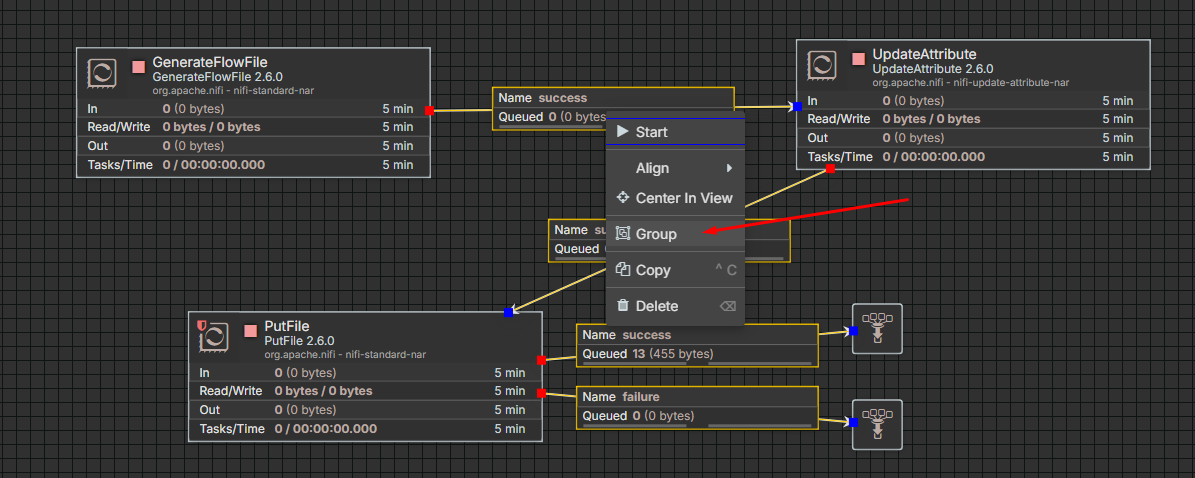 GenerateFlowFile
GenerateFlowFile 2.6.0
org.apache.nifi - nifi-standard-nar
In 0 (0 bytes) 5 min
Read/Write 0 bytes / 0 bytes 5 min
Out 0 (0 bytes) 5 min
Tasks/Time 0 / 00:00:00.000 5 min
Name success
Queued 0 (0 bytes
UpdateAttribute
UpdateAttribute 2.6.0
org.apache.nifi - nifi-update-attribute-nar
In 0 (0 bytes) 5 min
Read/Write 0 bytes / 0 bytes 5 min
Out 0 (0 bytes) 5 min
Tasks/Time 0 / 00:00:00.000 5 min
Start
Align
Center In View
Group
Copy ^ C
Delete
Name su
Queued
PutFile
PutFile 2.6.0
org.apache.nifi - nifi-standard-nar
In 0 (0 bytes) 5 min
Read/Write 0 bytes / 0 bytes 5 min
Out 0 (0 bytes) 5 min
Tasks/Time 0 / 00:00:00.000 5 min
Name success
Queued 13 (455 bytes)
Name failure
Queued 0 (0 bytes)